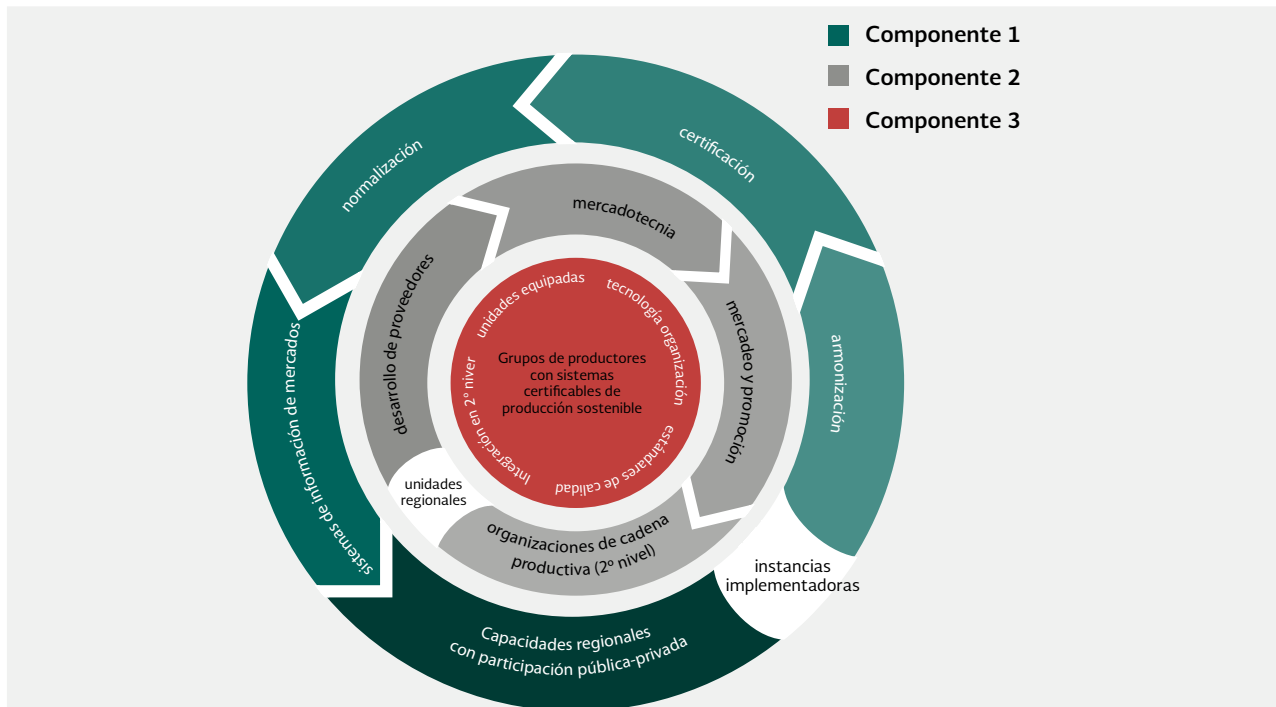 Componente 1
Componente 2
Componente 3
certificación
normalización
armonización
sistemas de información de mercados
instancias
implementadoras
Capacidades regionales
con participación pública-privada
mercadotecnia
desarrollo de proveedores
mercadeo y promoción
unidades
regionales
organizaciones de cadena
productiva (2º nivel)
unidades equipadas
tecnología organización
estándares de calidad
Integración en 2º niver
Grupos de productores
con sistemas
certificables de
producción sostenible